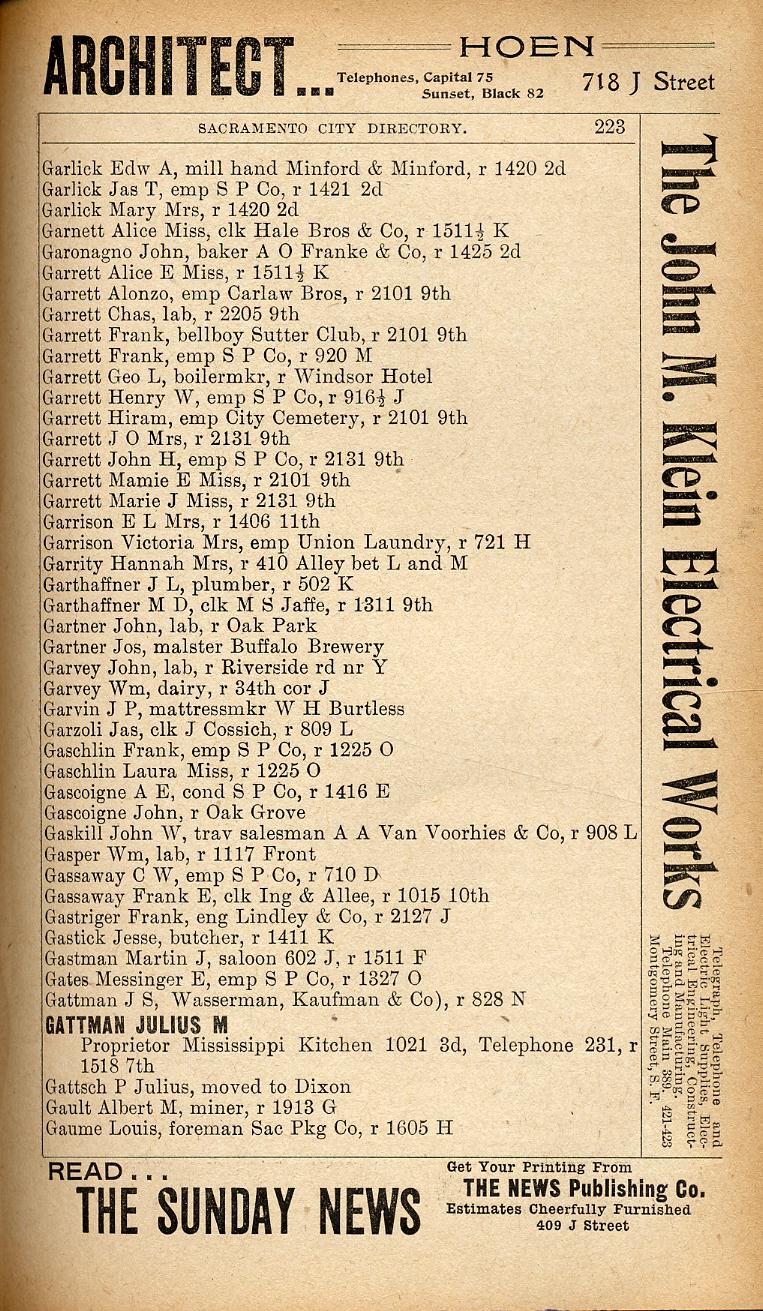 ARCHITECT... HOEN
Telephones, Capital 75
Sunset, Black 82
718 J Street
SACRAMENTO CITY DIRECTORY. 223
Garlick Edw A, mill hand Minford & Minford, r 1420 2d
Garlick Jas T, emp S P Co, r 1421 2d
Garlick Mary Mrs, r 1420 2d
Garnett Alice Miss, clk Hale Bros & Co, r 1511½ K
Garonagno John, baker A O Franke & Co, r 1425 2d
Garrett Alice E Miss, r 1511½ K
Garrett Alonzo, emp Carlaw Bros, r 2101 9th
Garrett Chas, lab, r 2205 9th
Garrett Frank, bellboy Sutter Club, r 2101 9th
Garrett Frank, emp S P Co, r 920 M
Garrett Geo L, boilermkr, r Windsor Hotel
Garrett Henry W, emp S P Co, r 916½ J
Garrett Hiram, emp City Cemetery, r 2101 9th
Garrett J O Mrs, r 2131 9th
Garrett John H, emp S P Co, r 2131 9th
Garrett Mamie E Miss, r 2101 9th
Garrett Marie J Miss, r 2131 9th
Garrison E L Mrs, r 1406 11th
Garrison Victoria Mrs, emp Union Laundry, r 721 H
Garrity Hannah Mrs, r 410 Alley bet L and M
Garthaffner J L, plumber, r 502 K
Garthaffner M D, clk M S Jaffe, r 1311 9th
Gartner John, lab, r Oak Park
Gartner Jos, malster Buffalo Brewery
Garvey John, lab, r Riverside rd nr Y
Garvey Wm, dairy, r 34th cor J
Garvin J P, mattressmkr W H Burtless
Garzoli Jas, clk J Cossich, r 809 L
Gaschlin Frank, emp S P Co, r 1225 O
Gaschlin Laura Miss, r 1225 O
Gascoigne A E, cond S P Co, r 1416 E
Gascoigne John, r Oak Grove
Gaskill John W, trav salesman A A Van Voorhies & Co, r 908 L
Gasper Wm, lab, r 1117 Front
Gassaway C W, emp S P Co, r 710 D
Gassaway Frank E, clk Ing & Allee, r 1015 10th
Gastriger Frank, eng Lindley & Co, r 2127 J
Gastick Jesse, butcher, r 1411 K
Gastman Martin J, saloon 602 J, r 1511 F
Gates Messinger E, emp S P Co, r 1327 O
Gattman J S, Wasserman, Kaufman & Co), r 828 N
GATTMAN JULIUS M
Proprietor Mississippi Kitchen 1021 3d, Telephone 231, r
1518 7th
Gattsch P Julius, moved to Dixon
Gault Albert M, miner, r 1913 G
Gaume Louis, foreman Sac Pkg Co, r 1605 H
The John M. Klein Electrical Works
Telegraph, Telephone and
Electric Light Supplies, Elec-
trical Engineering, Construct-
ing and Manufacturing.
Telephone Main 389. 421-423
Montgomery Street, S. F.
READ...
THE SUNDAY NEWS
Get Your Printing From
THE NEWS Publishing Co.
Estimates Cheerfully Furnished
409 J Street